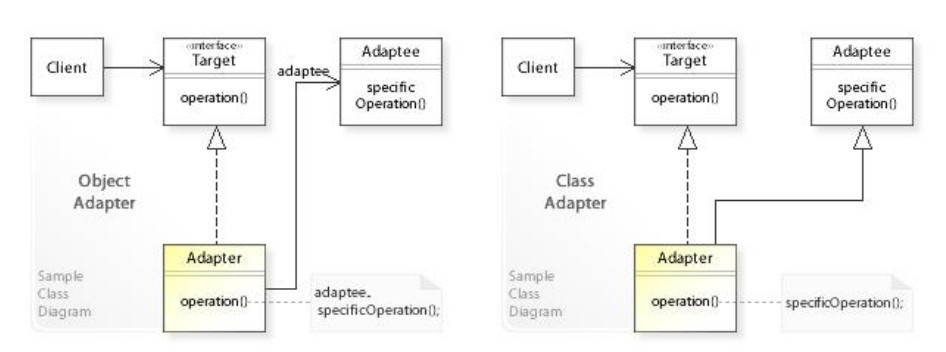 Client
«interface»
Target
operation()
adaptee
Adaptee
specific
Operation()
Object
Adapter
Adapter
operation()
adaptee.
specificOperation();
Sample
Class
Diagram
Client
«interface»
Target
operation()
Adaptee
specific
Operation()
Class
Adapter
Adapter
operation()
specificOperation();
Sample
Class
Diagram